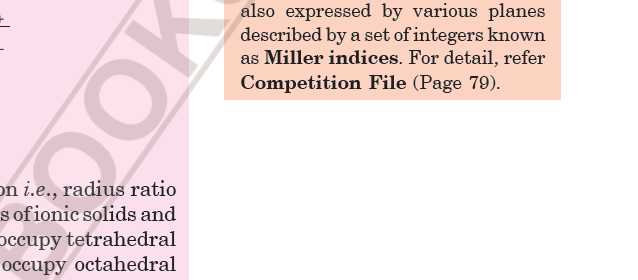 also expressed by various planes
described by a set of integers known
as Miller indices. For detail, refer
Competition File (Page 79).
on i.e., radius ratio
s of ionic solids and
occupy tetrahedral
occupy octahedral
BOOK